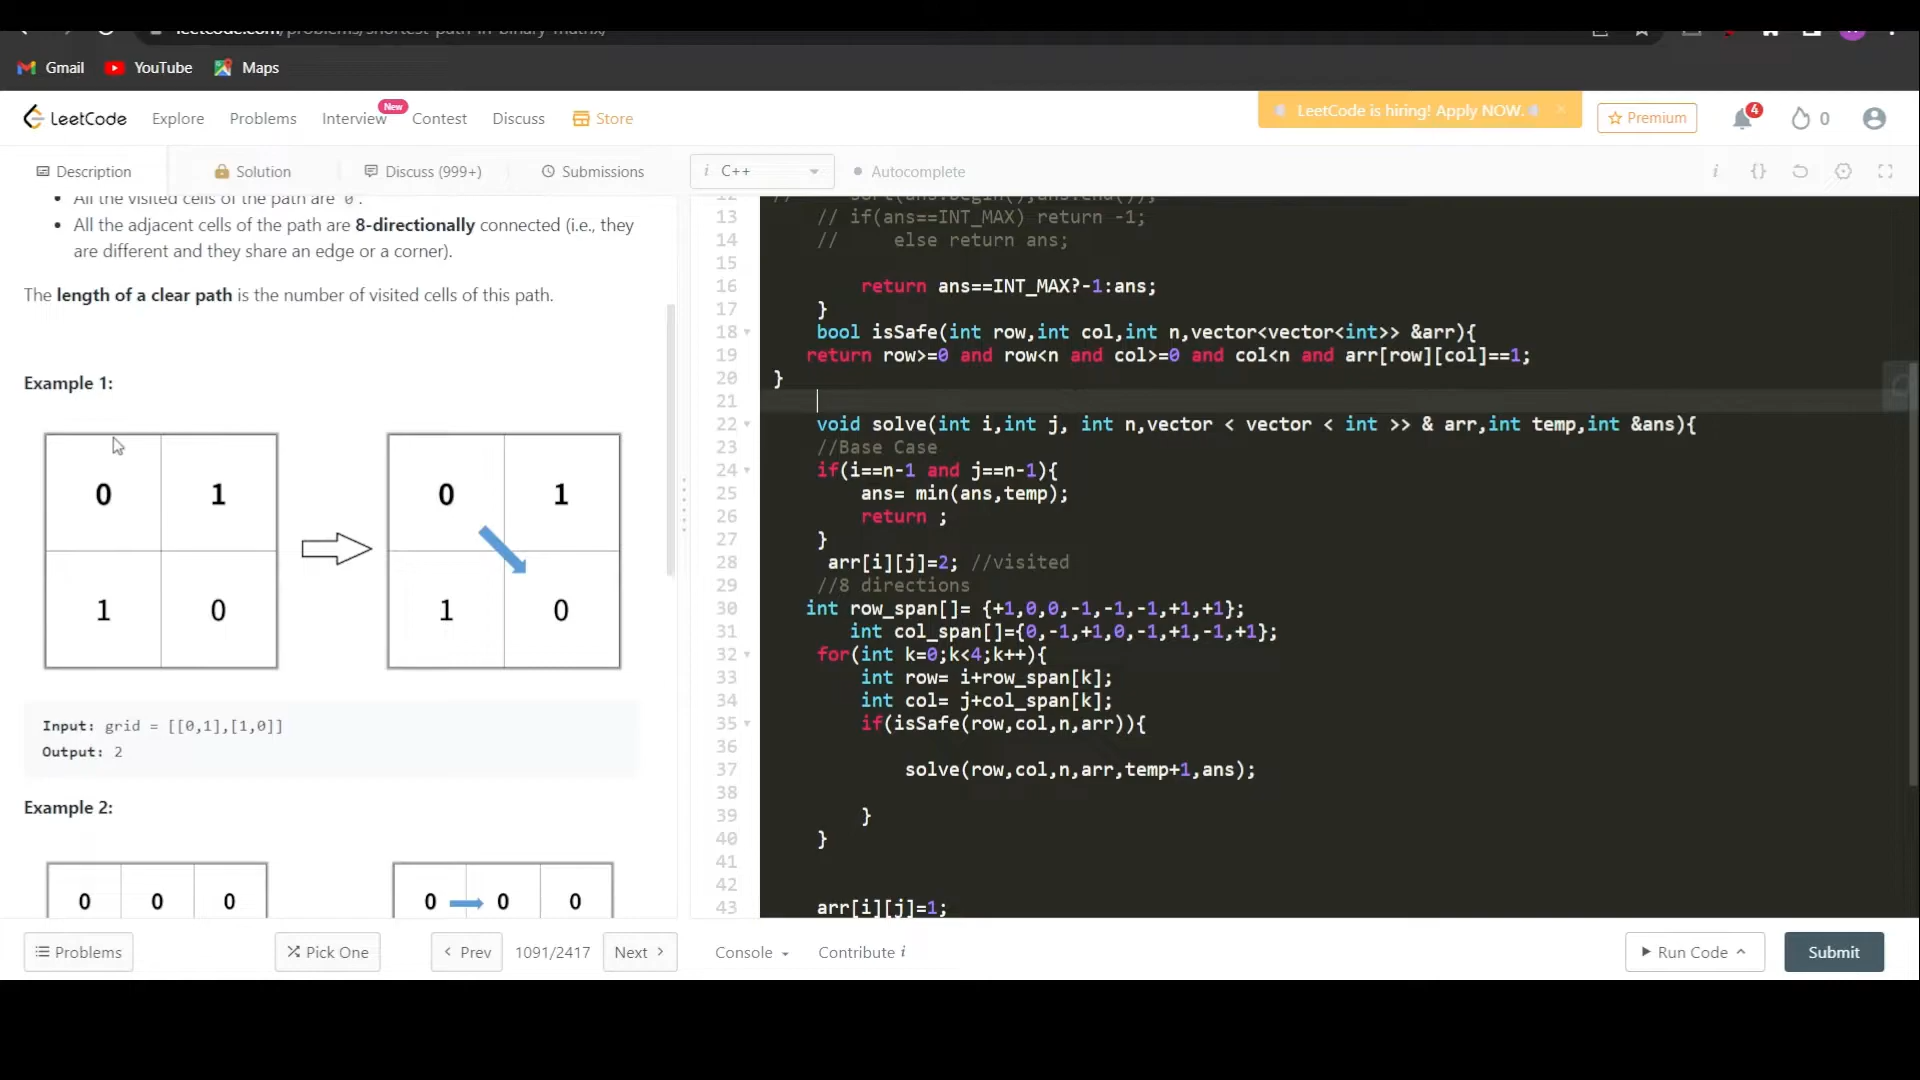 leetcode.com/problems/shortest-path-in-binary-matrix/
Gmail YouTube Maps
LeetCode Explore Problems Interview New Contest Discuss Store LeetCode is hiring! Apply NOW. × Premium 4 0
Description Solution Discuss (999+) Submissions i C++ Autocomplete i {}
All the visited cells of the path are 0 .
All the adjacent cells of the path are 8-directionally connected (i.e., they
are different and they share an edge or a corner).
The length of a clear path is the number of visited cells of this path.
Example 1:
0 1 0 1
1 0 1 0
Input: grid = [[0,1],[1,0]]
Output: 2
Example 2:
0 0 0 0 0 0
12 // sort(ans.begin(),ans.end());
13 // if(ans==INT_MAX) return -1;
14 // else return ans;
15
16 return ans==INT_MAX?-1:ans;
17 }
18 bool isSafe(int row,int col,int n,vector<vector<int>> &arr){
19 return row>=0 and row<n and col>=0 and col<n and arr[row][col]==1;
20 }
21
22 void solve(int i,int j, int n,vector < vector < int >> & arr,int temp,int &ans){
23 //Base Case
24 if(i==n-1 and j==n-1){
25 ans= min(ans,temp);
26 return ;
27 }
28 arr[i][j]=2; //visited
29 //8 directions
30 int row_span[]= {+1,0,0,-1,-1,-1,+1,+1};
31 int col_span[]={0,-1,+1,0,-1,+1,-1,+1};
32 for(int k=0;k<4;k++){
33 int row= i+row_span[k];
34 int col= j+col_span[k];
35 if(isSafe(row,col,n,arr)){
36
37 solve(row,col,n,arr,temp+1,ans);
38
39 }
40 }
41
42
43 arr[i][j]=1;
Problems Pick One < Prev 1091/2417 Next > Console Contribute i Run Code Submit